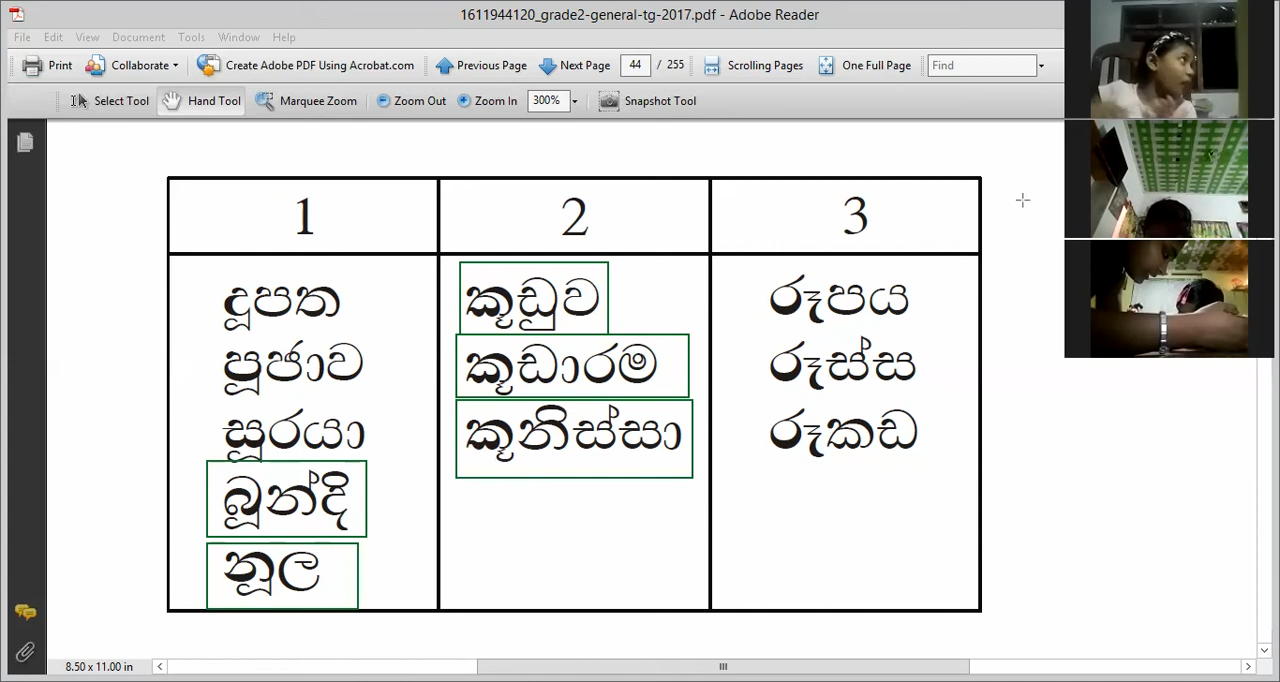 1611944120_grade2-general-tg-2017.pdf - Adobe Reader
File Edit View Document Tools Window Help
Print Collaborate Create Adobe PDF Using Acrobat.com Previous Page Next Page 44 / 255 Scrolling Pages One Full Page Find
Select Tool Hand Tool Marquee Zoom Zoom Out Zoom In 300% Snapshot Tool
1 2 3
දූපත කූඩුව රූපය
පූජාව කූඩාරම රූස්ස
සූරයා කූනිස්සා රූකඩ
බූන්දි
නූල
8.50 x 11.00 in